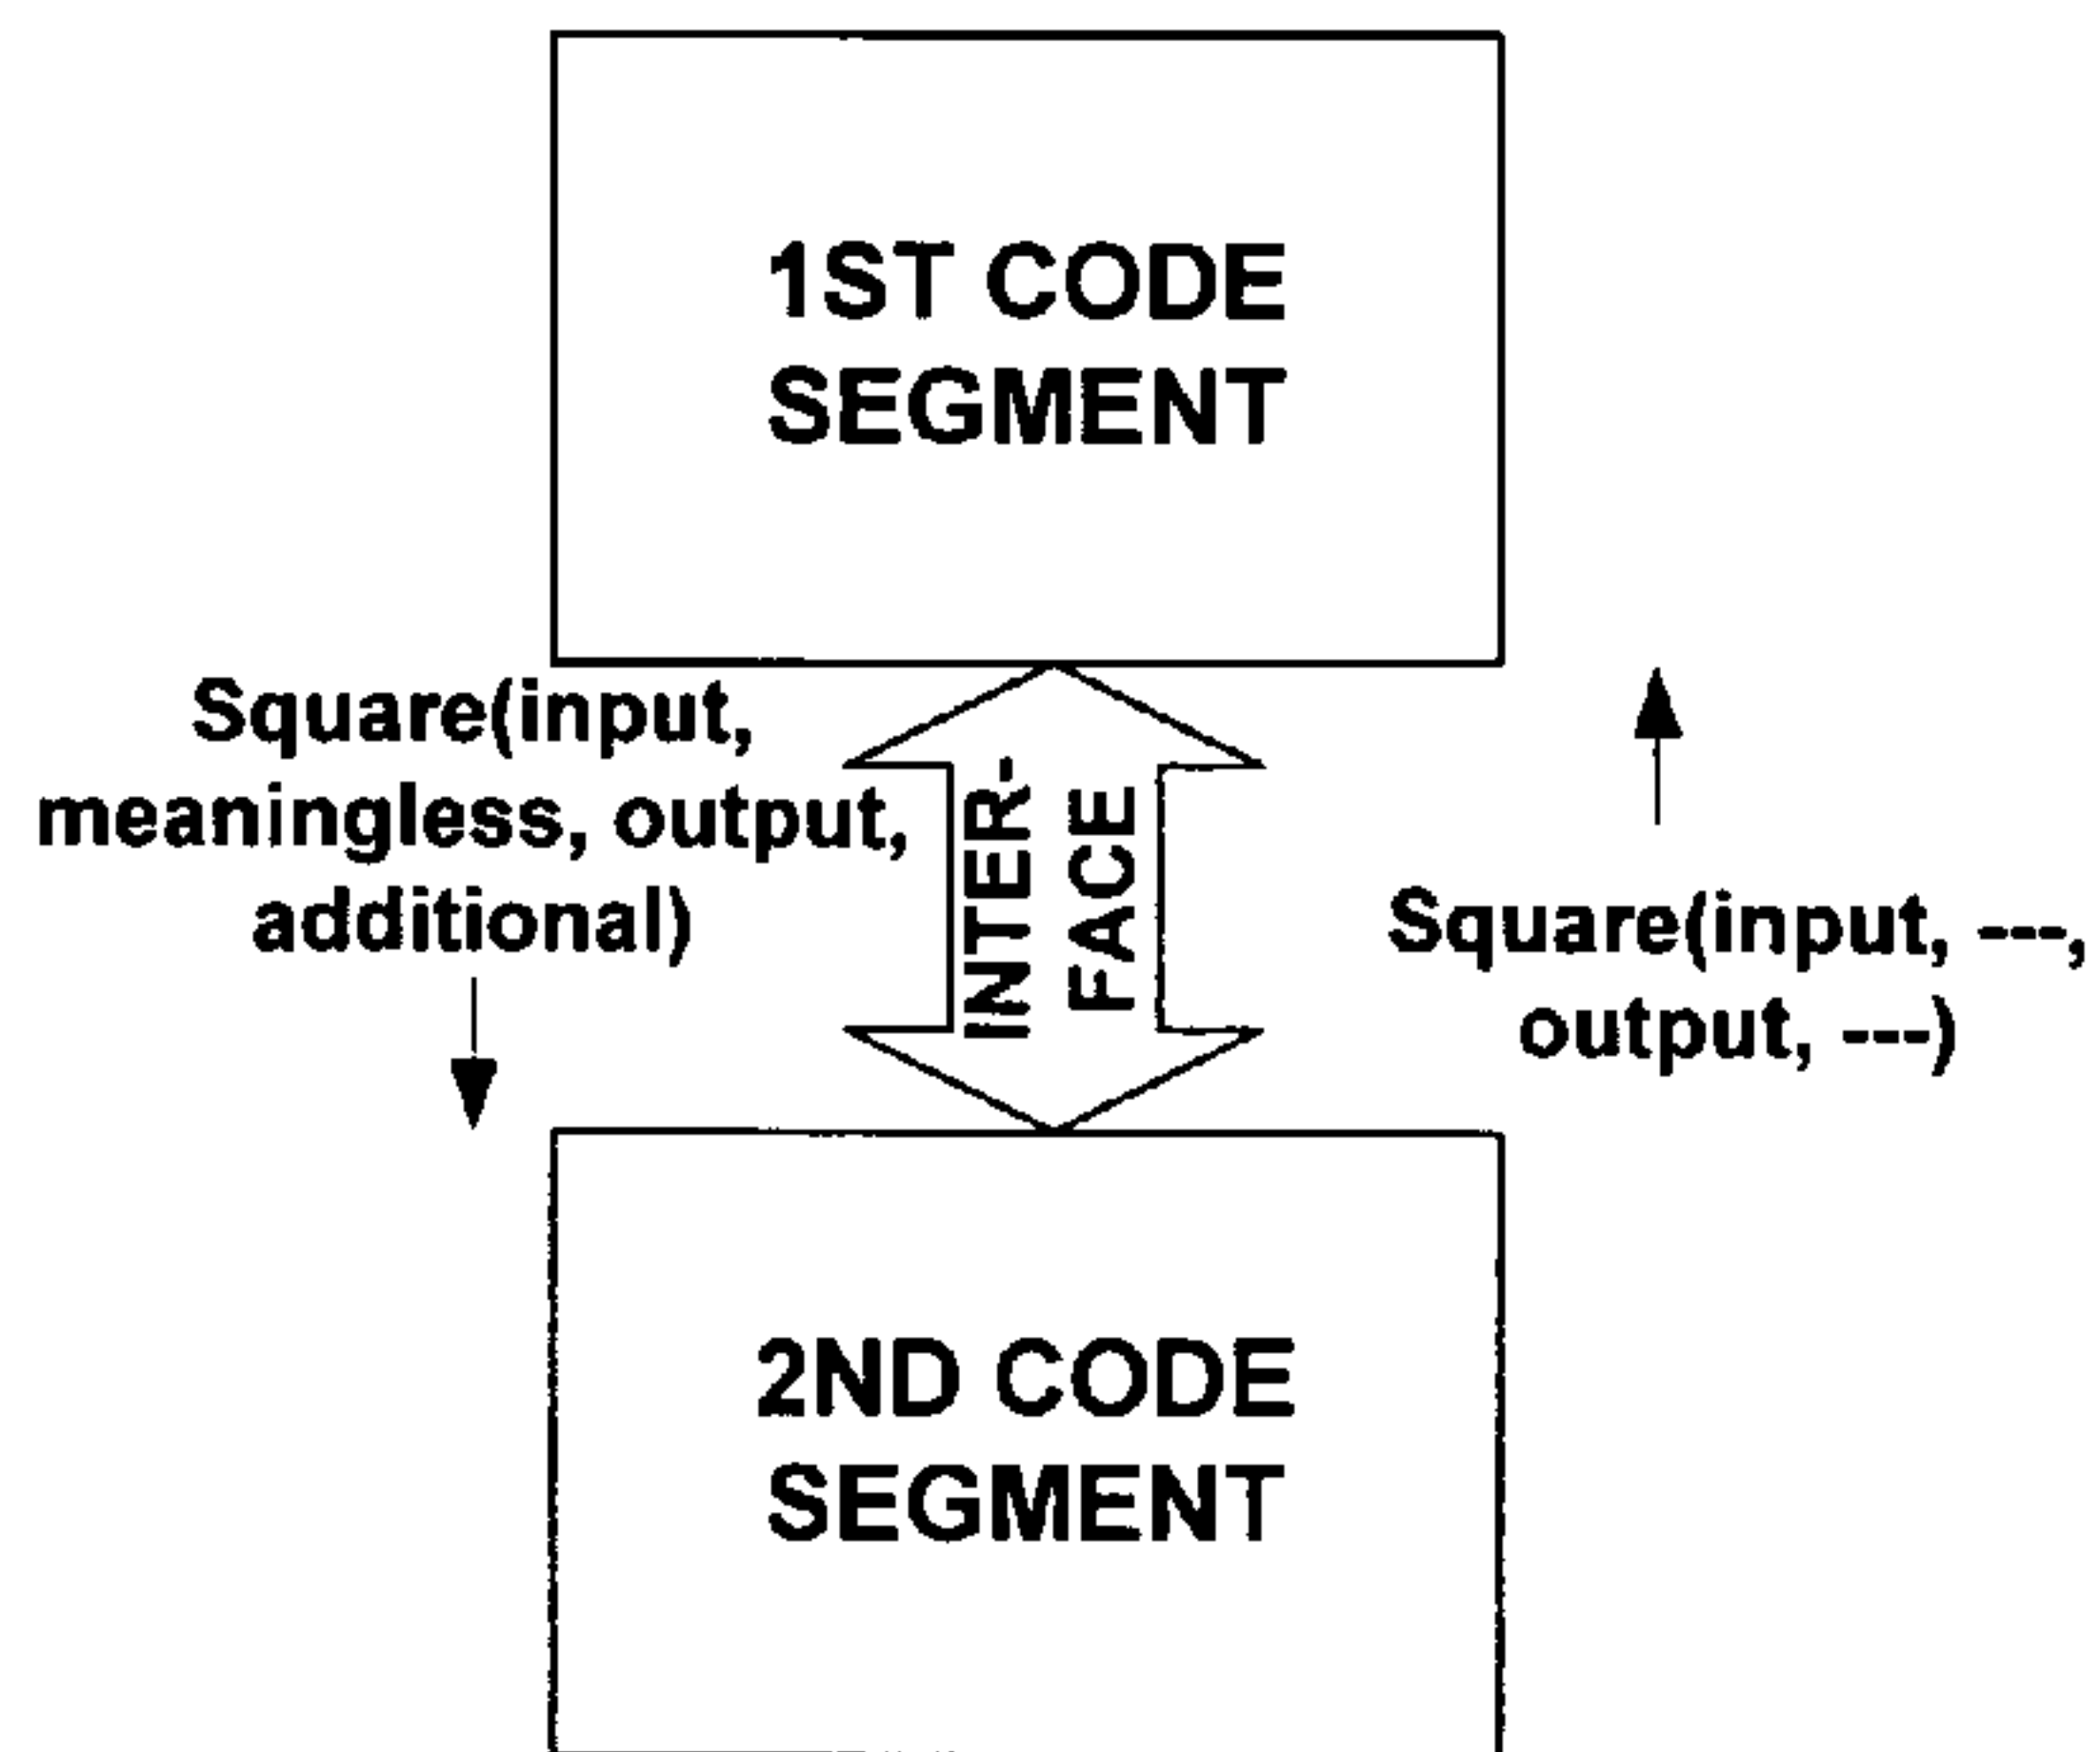 1ST CODE
SEGMENT
Square(input,
meaningless, output,
additional)
INTER-
FACE
Square(input, ---,
output, ---)
2ND CODE
SEGMENT